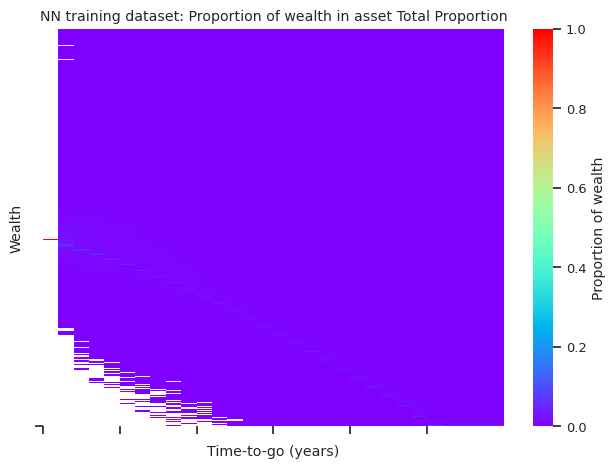 NN training dataset: Proportion of wealth in asset Total Proportion
1.0
0.8
0.6
0.4
0.2
0.0
Proportion of wealth
Wealth
Time-to-go (years)